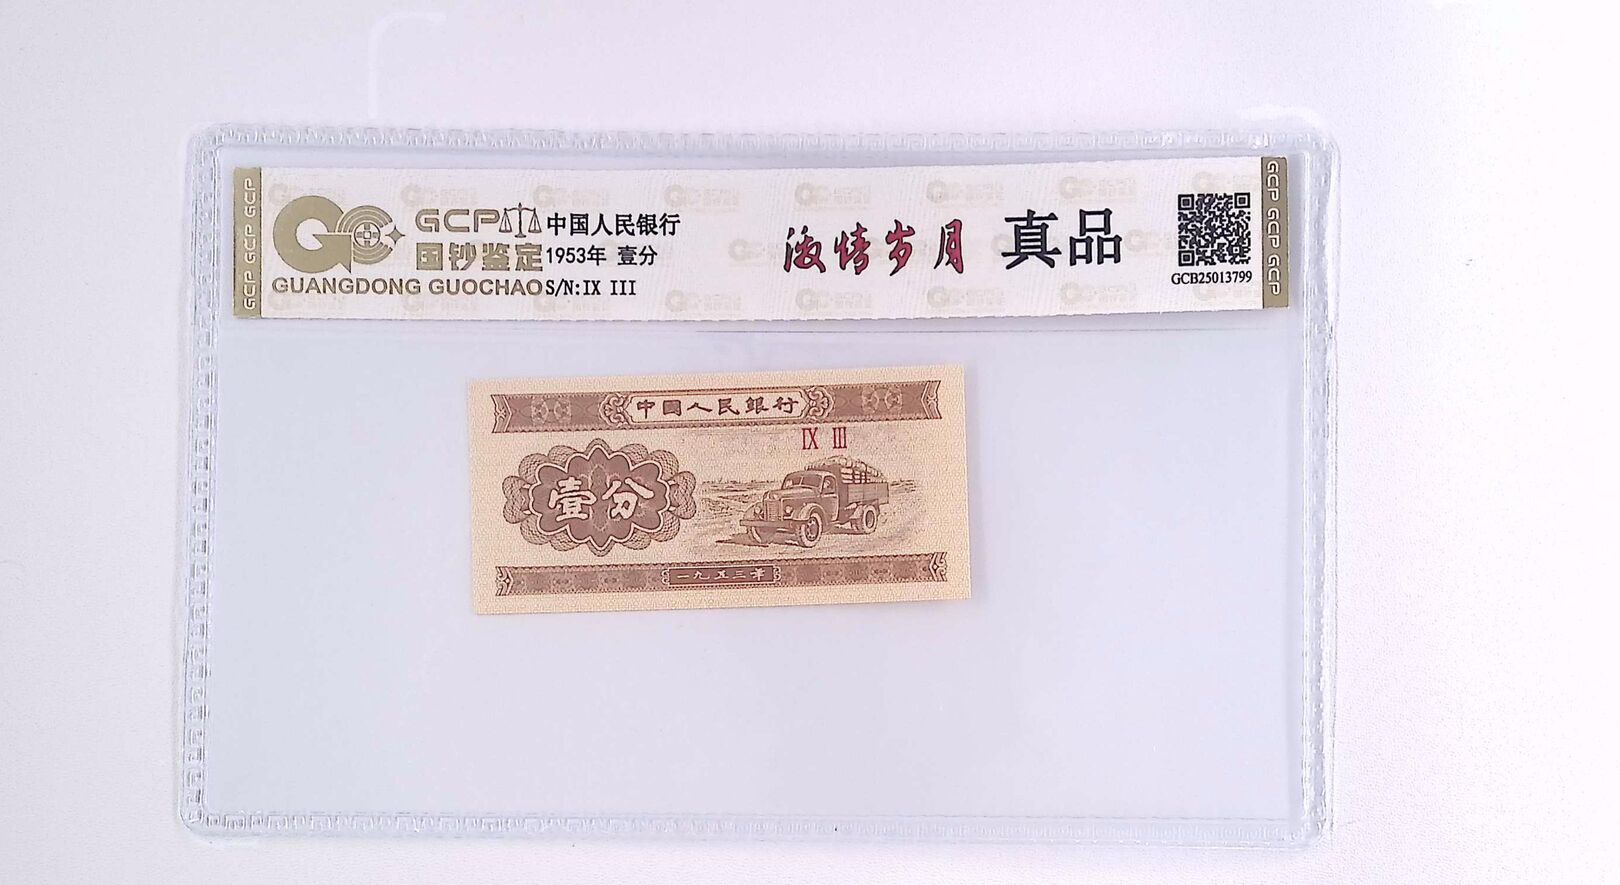 GCP GCP GCP
GCP
国钞鉴定
GUANGDONG GUOCHAO
中国人民银行
1953年 壹分
S/N:IX III
激情岁月
真品
GCB25013799
GCP GCP GCP
中國人民銀行
IX III
壹分
一九五三年